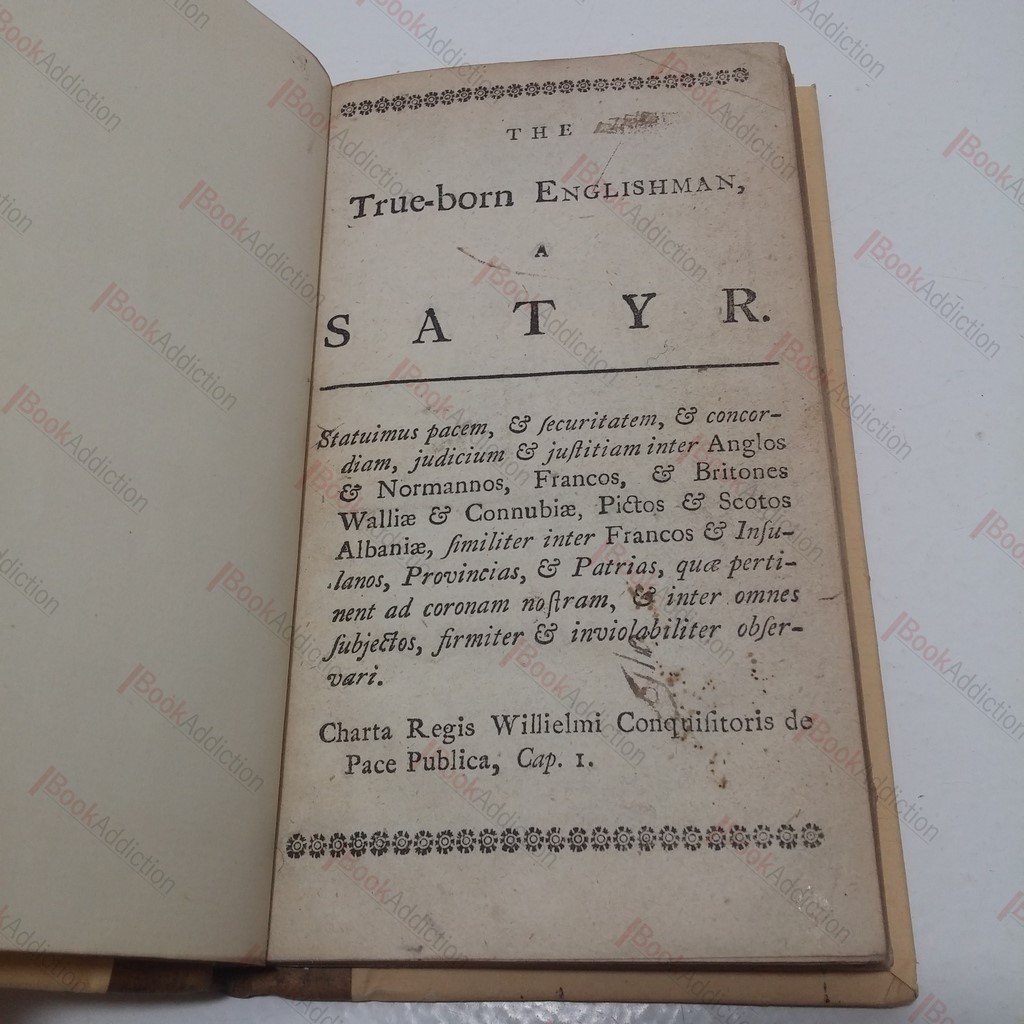 THE
True-born ENGLISHMAN,
A
SATYR.
Statuimus pacem, & ſecuritatem, & concor-
diam, judicium & juſtitiam inter Anglos
& Normannos, Francos, & Britones
Walliæ & Connubiæ, Pictos & Scotos
Albaniæ, ſimiliter inter Francos & Inſu-
lanos, Provincias, & Patrias, quæ perti-
nent ad coronam noſtram, & inter omnes
ſubjectos, firmiter & inviolabiliter obſer-
vari.
Charta Regis Willielmi Conquiſitoris de
Pace Publica, Cap. 1.
BookAddiction